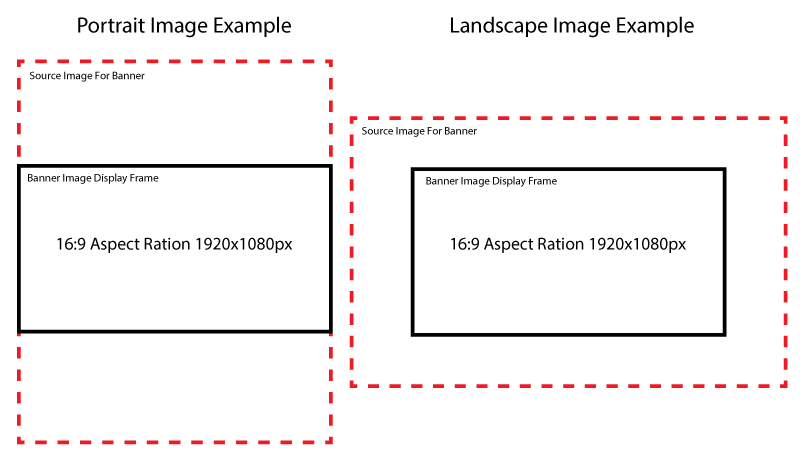 Portrait Image Example
Landscape Image Example
Source Image For Banner
Source Image For Banner
Banner Image Display Frame
Banner Image Display Frame
16:9 Aspect Ration 1920x1080px
16:9 Aspect Ration 1920x1080px